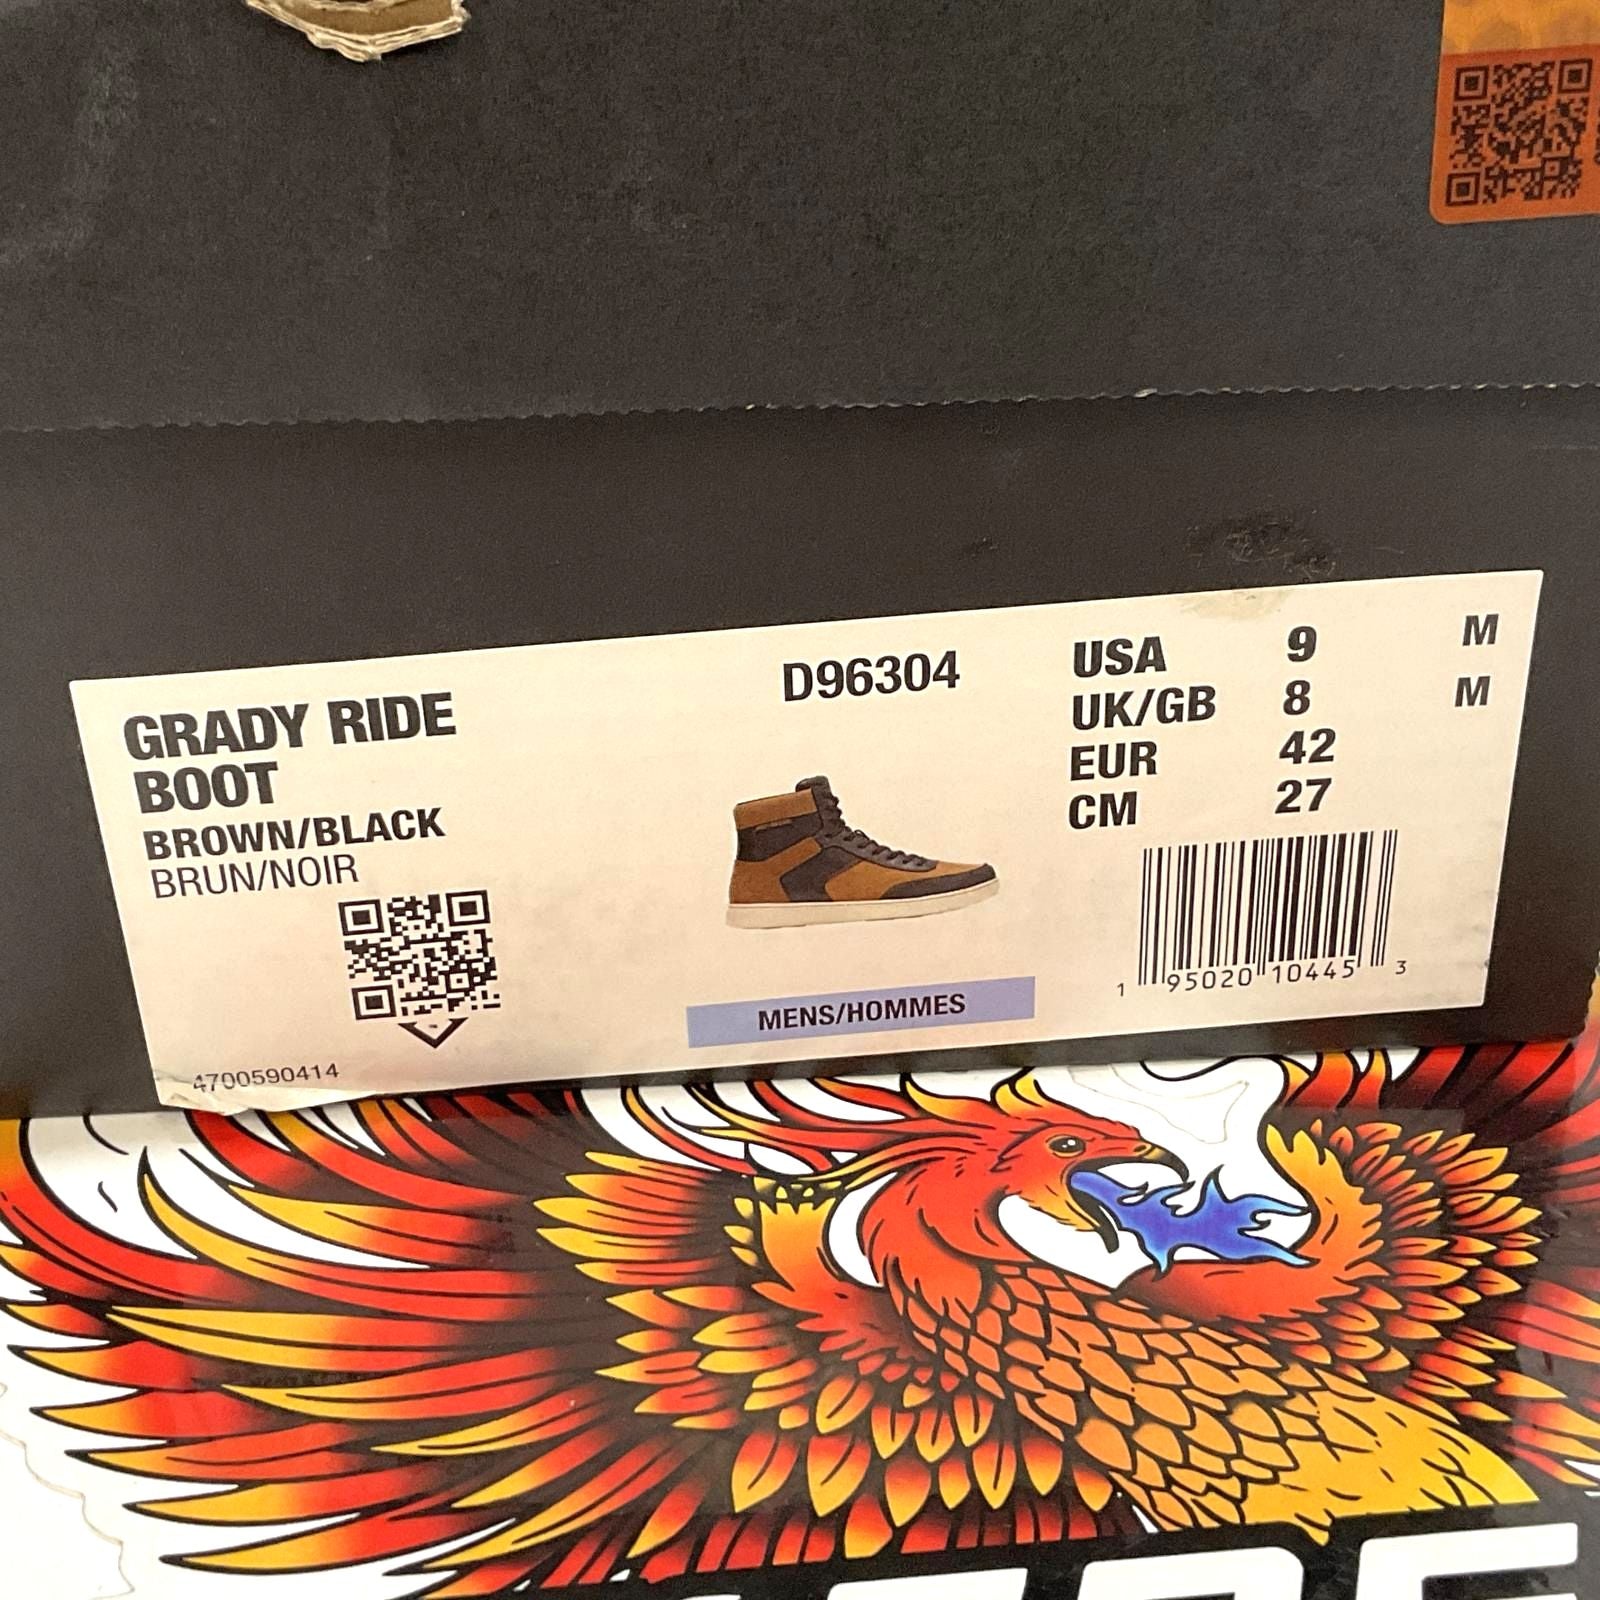 D96304
USA 9 M
UK/GB 8 M
EUR 42
CM 27
GRADY RIDE
BOOT
BROWN/BLACK
BRUN/NOIR
MENS/HOMMES
1 95020 10445 3
4700590414